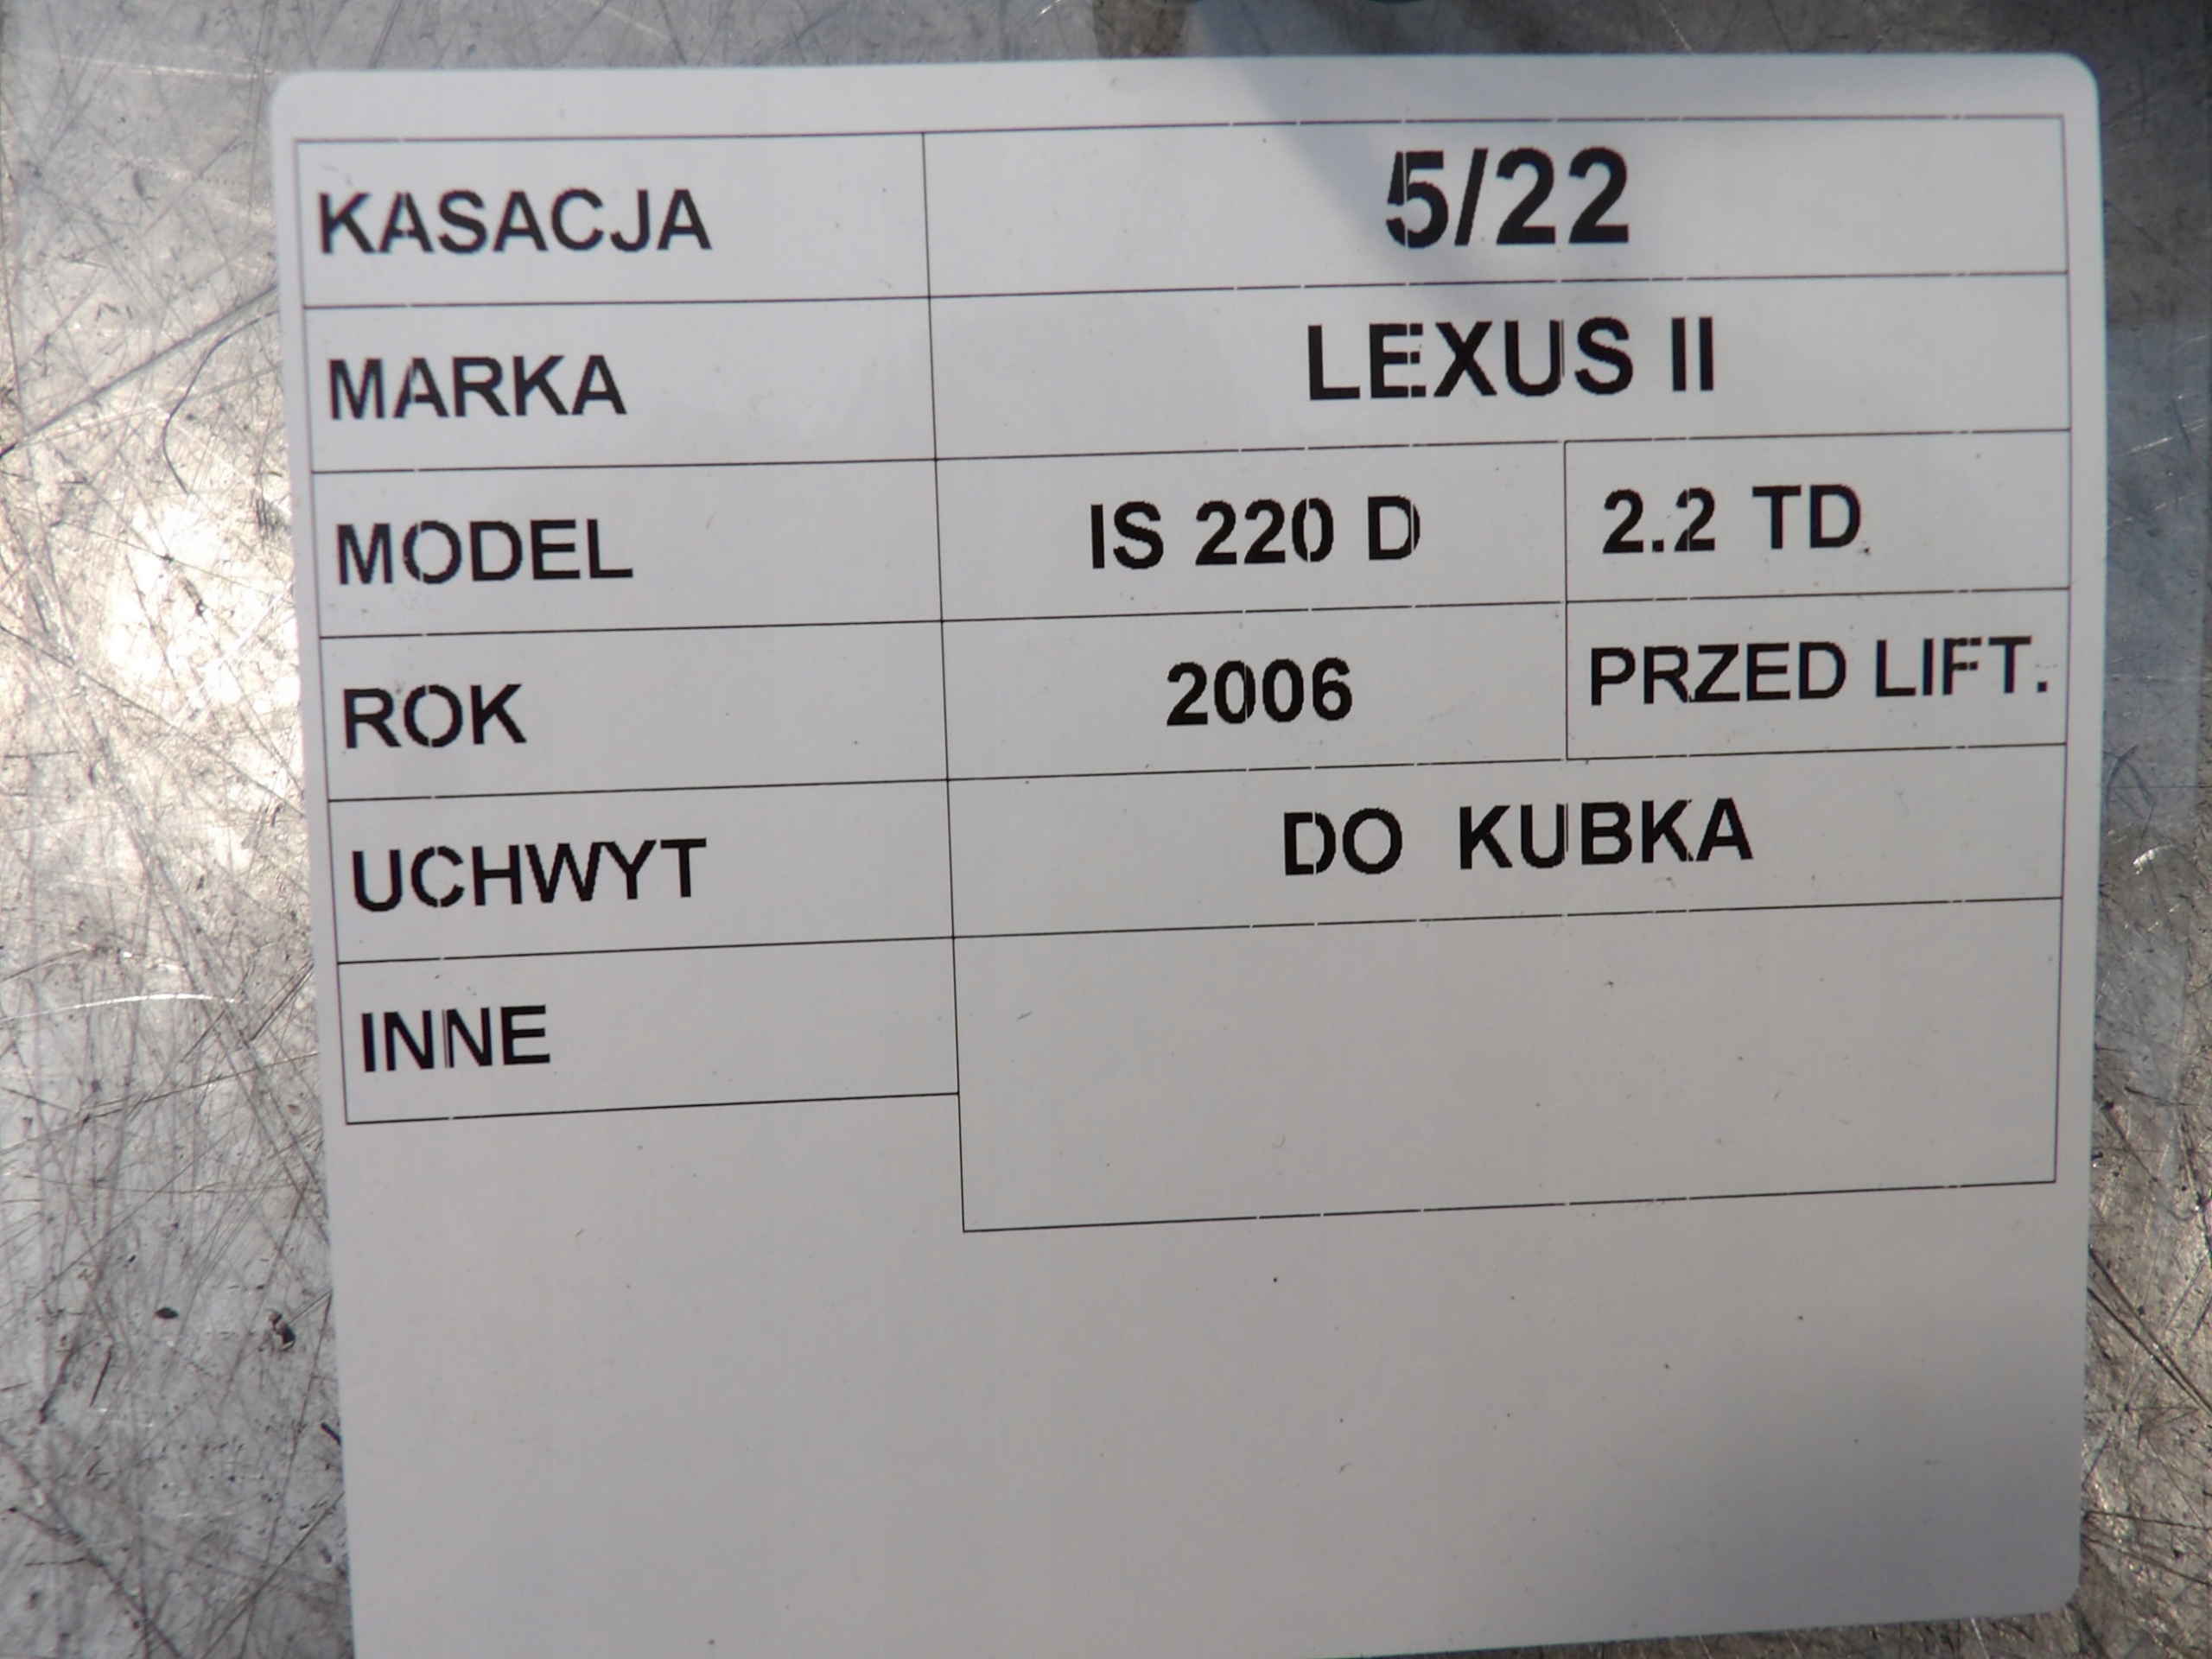 KASACJA 5/22
MARKA LEXUS II
MODEL IS 220 D 2.2 TD
ROK 2006 PRZED LIFT.
UCHWYT DO KUBKA
INNE